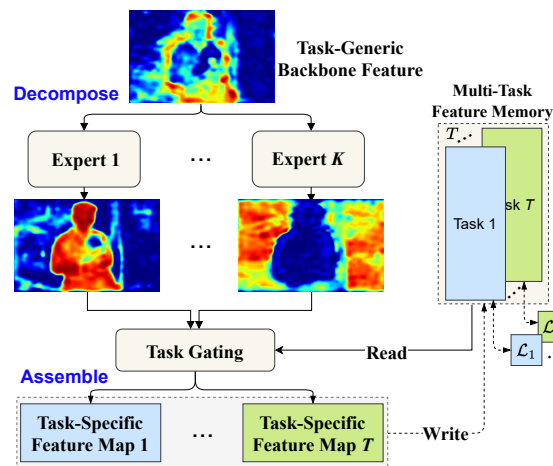 Task-Generic
Backbone Feature
Decompose
Multi-Task
Feature Memory
Expert 1
...
Expert K
T...
Task 1
sk T
...
...
Task Gating
Read
L
L1
...
Assemble
Task-Specific
Feature Map 1
...
Task-Specific
Feature Map T
Write